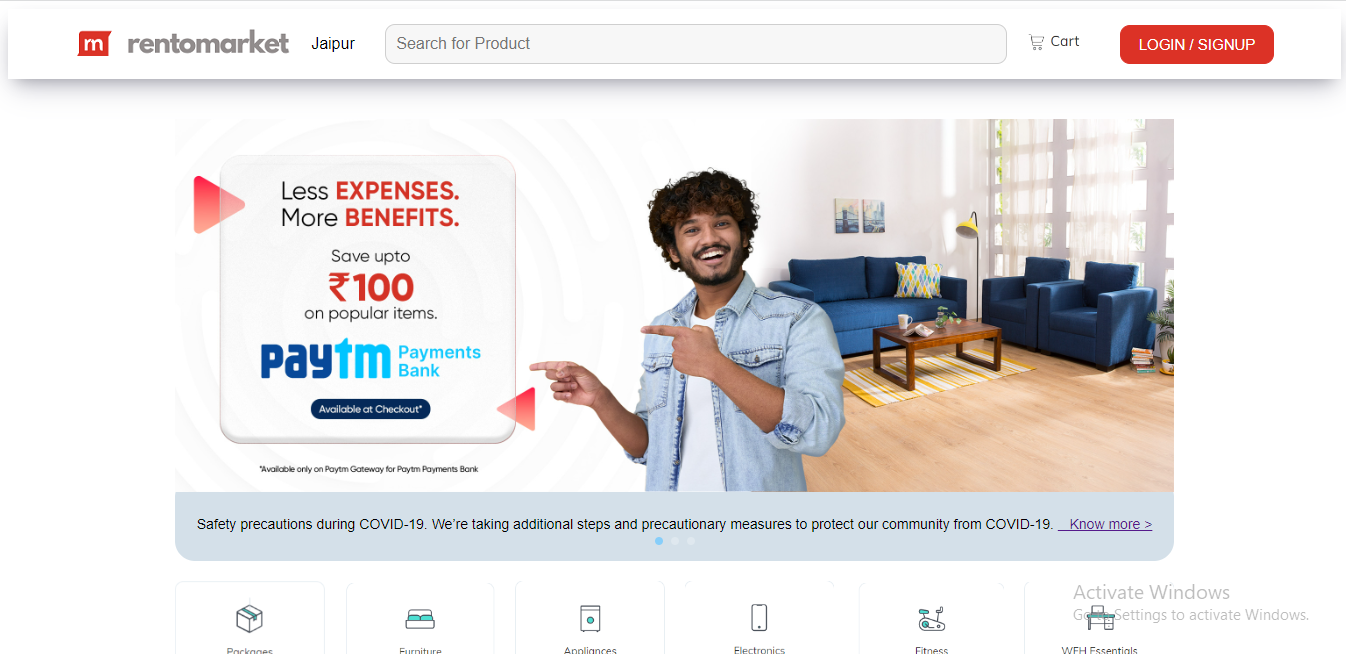 m rentomarket Jaipur Search for Product Cart LOGIN / SIGNUP
Less EXPENSES.
More BENEFITS.
Save upto
₹100
on popular items.
paytm Payments
Bank
Available at Checkout*
*Available only on Paytm Gateway for Paytm Payments Bank
Safety precautions during COVID-19. We’re taking additional steps and precautionary measures to protect our community from COVID-19. Know more >
Activate Windows
Go to Settings to activate Windows.
Packages Furniture Appliances Electronics Fitness WFH Essentials